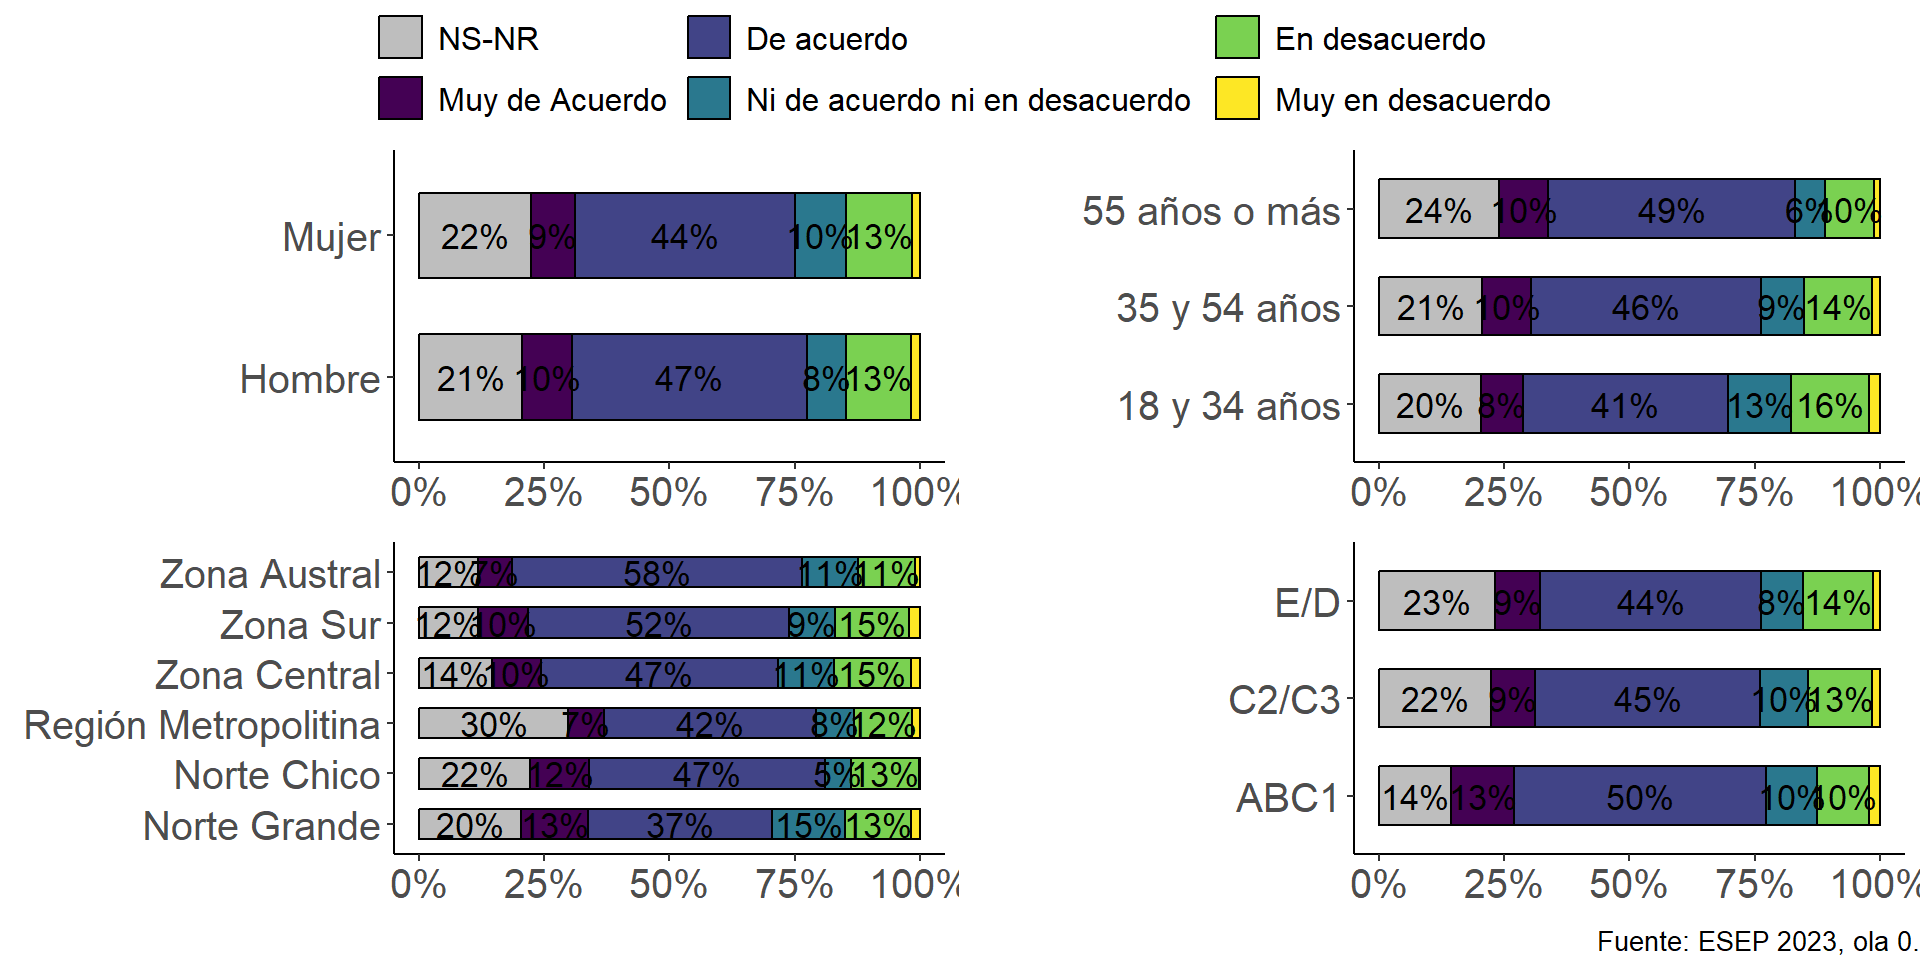 NS-NR De acuerdo En desacuerdo
Muy de Acuerdo Ni de acuerdo ni en desacuerdo Muy en desacuerdo
Mujer 22% 9% 44% 10% 13%
Hombre 21% 10% 47% 8% 13%
0% 25% 50% 75% 100%
55 años o más 24% 10% 49% 6% 10%
35 y 54 años 21% 10% 46% 9% 14%
18 y 34 años 20% 8% 41% 13% 16%
0% 25% 50% 75% 100%
Zona Austral 12% 7% 58% 11% 11%
Zona Sur 12% 10% 52% 9% 15%
Zona Central 14% 10% 47% 11% 15%
Región Metropolitina 30% 7% 42% 8% 12%
Norte Chico 22% 12% 47% 5% 13%
Norte Grande 20% 13% 37% 15% 13%
0% 25% 50% 75% 100%
E/D 23% 9% 44% 8% 14%
C2/C3 22% 9% 45% 10% 13%
ABC1 14% 13% 50% 10% 10%
0% 25% 50% 75% 100%
Fuente: ESEP 2023, ola 0.